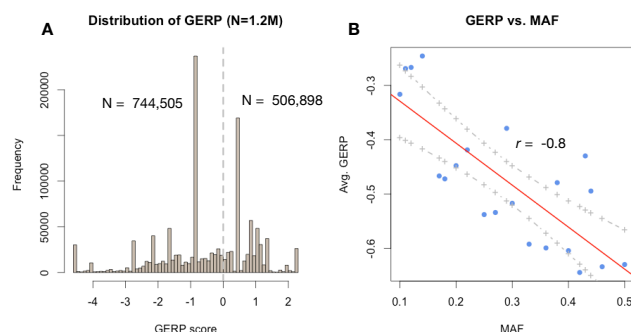 A
Distribution of GERP (N=1.2M)
N = 744,505
N = 506,898
Frequency
0
50000
100000
200000
-4
-3
-2
-1
0
1
2
GERP score
B
GERP vs. MAF
r = -0.8
Avg. GERP
-0.3
-0.4
-0.5
-0.6
0.1
0.2
0.3
0.4
0.5
MAF